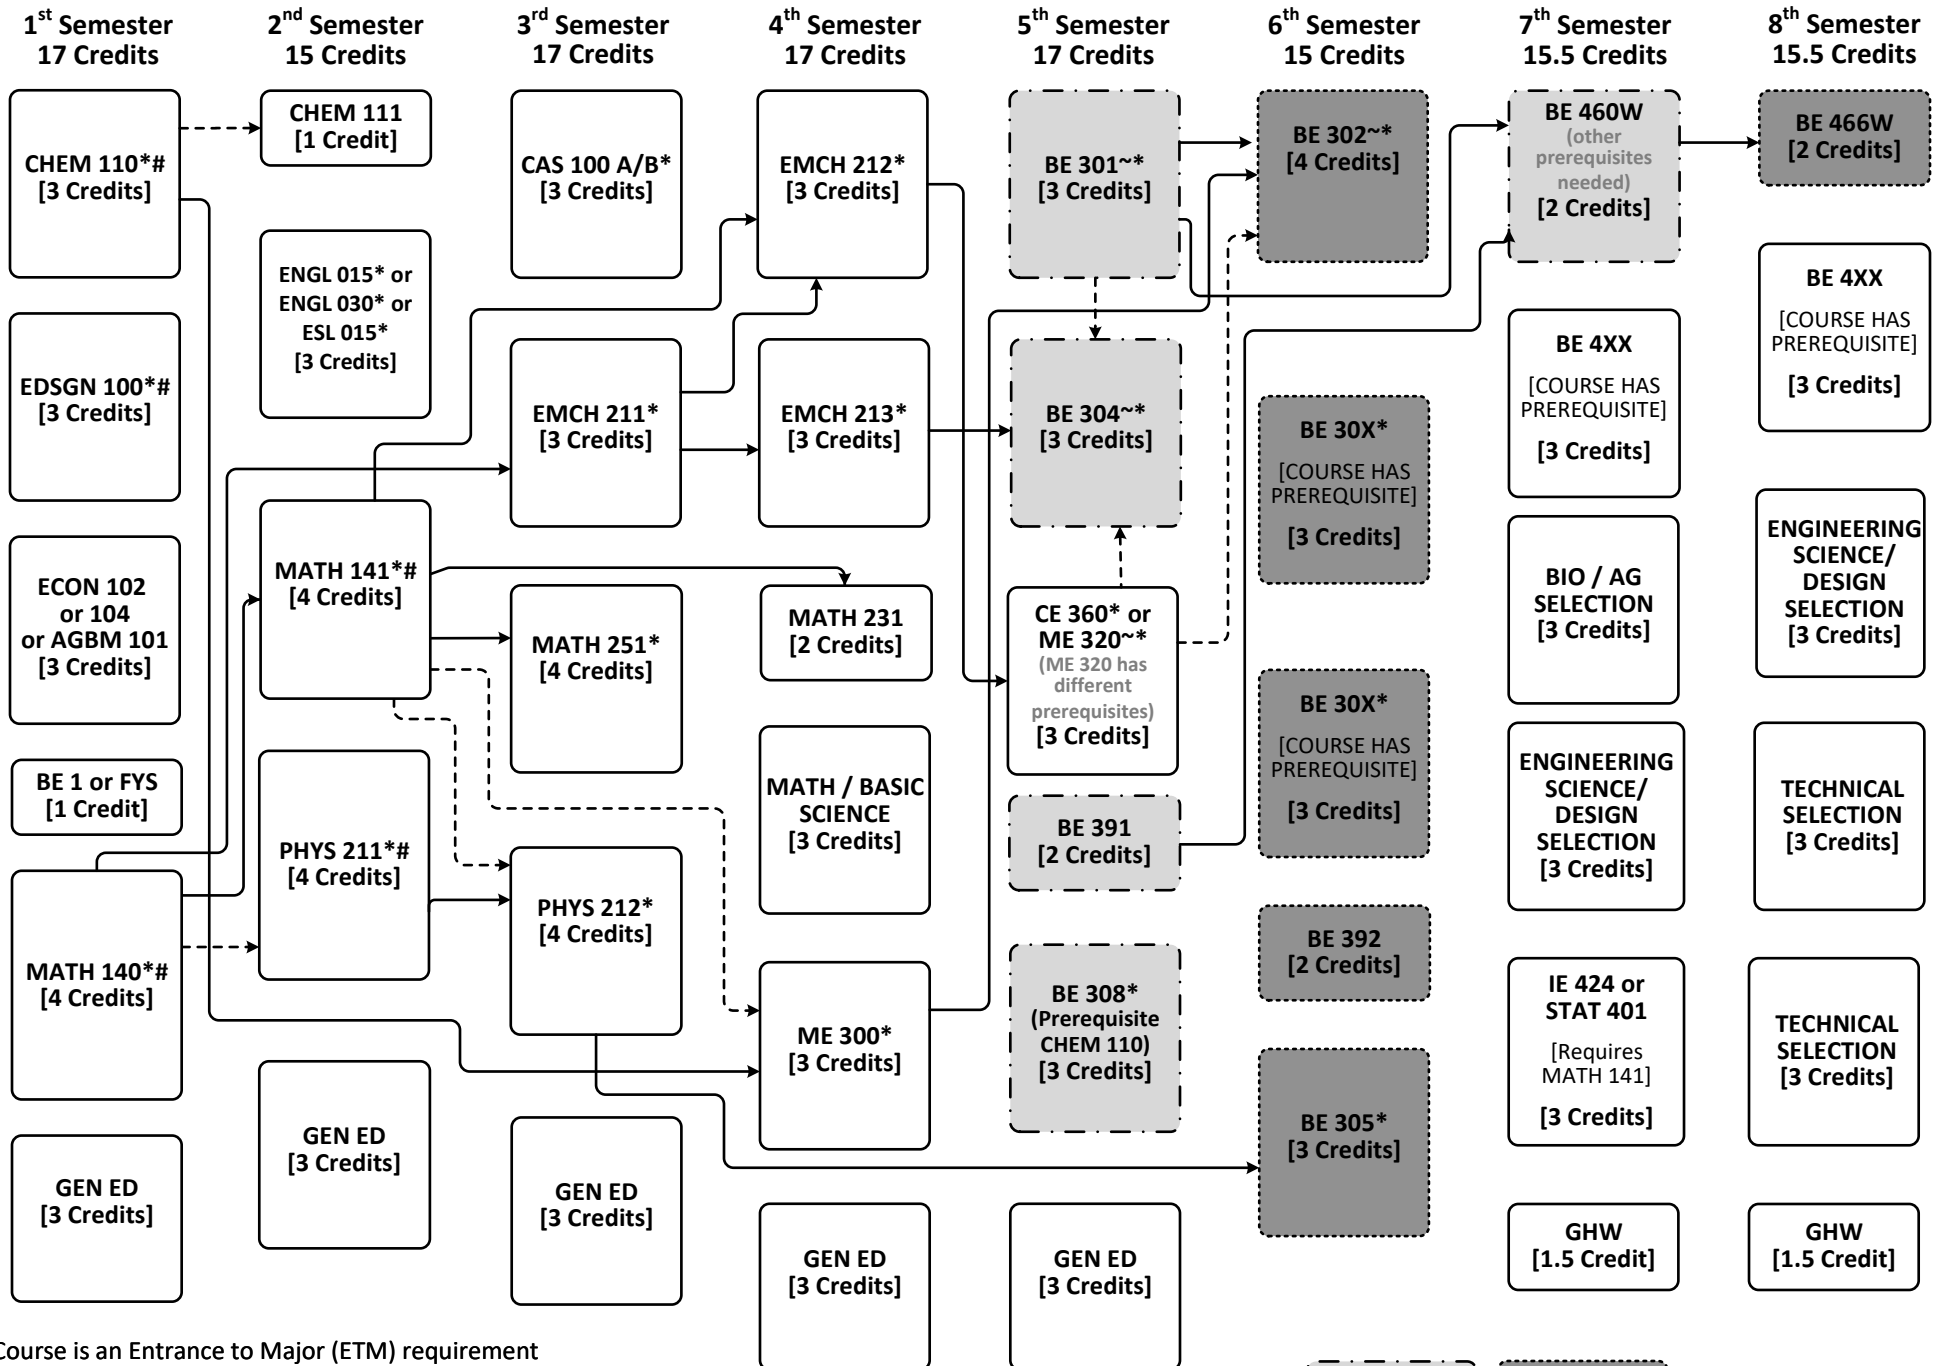 1st Semester
17 Credits
CHEM 110*#
[3 Credits]
EDSGN 100*#
[3 Credits]
ECON 102
or 104
or AGBM 101
[3 Credits]
BE 1 or FYS
[1 Credit]
MATH 140*#
[4 Credits]
GEN ED
[3 Credits]
2nd Semester
15 Credits
CHEM 111
[1 Credit]
ENGL 015* or
ENGL 030* or
ESL 015*
[3 Credits]
MATH 141*#
[4 Credits]
PHYS 211*#
[4 Credits]
GEN ED
[3 Credits]
3rd Semester
17 Credits
CAS 100 A/B*
[3 Credits]
EMCH 211*
[3 Credits]
MATH 251*
[4 Credits]
PHYS 212*
[4 Credits]
GEN ED
[3 Credits]
4th Semester
17 Credits
EMCH 212*
[3 Credits]
EMCH 213*
[3 Credits]
MATH 231
[2 Credits]
MATH / BASIC
SCIENCE
[3 Credits]
ME 300*
[3 Credits]
GEN ED
[3 Credits]
5th Semester
17 Credits
BE 301~*
[3 Credits]
BE 304~*
[3 Credits]
CE 360* or
ME 320~*
(ME 320 has
different
prerequisites)
[3 Credits]
BE 391
[2 Credits]
BE 308*
(Prerequisite
CHEM 110)
[3 Credits]
GEN ED
[3 Credits]
6th Semester
15 Credits
BE 302~*
[4 Credits]
BE 30X*
[COURSE HAS
PREREQUISITE]
[3 Credits]
BE 30X*
[COURSE HAS
PREREQUISITE]
[3 Credits]
BE 392
[2 Credits]
BE 305*
[3 Credits]
7th Semester
15.5 Credits
BE 460W
(other
prerequisites
needed)
[2 Credits]
BE 4XX
[COURSE HAS
PREREQUISITE]
[3 Credits]
BIO / AG
SELECTION
[3 Credits]
ENGINEERING
SCIENCE/
DESIGN
SELECTION
[3 Credits]
IE 424 or
STAT 401
[Requires
MATH 141]
[3 Credits]
GHW
[1.5 Credit]
8th Semester
15.5 Credits
BE 466W
[2 Credits]
BE 4XX
[COURSE HAS
PREREQUISITE]
[3 Credits]
ENGINEERING
SCIENCE/
DESIGN
SELECTION
[3 Credits]
TECHNICAL
SELECTION
[3 Credits]
TECHNICAL
SELECTION
[3 Credits]
GHW
[1.5 Credit]
Course is an Entrance to Major (ETM) requirement